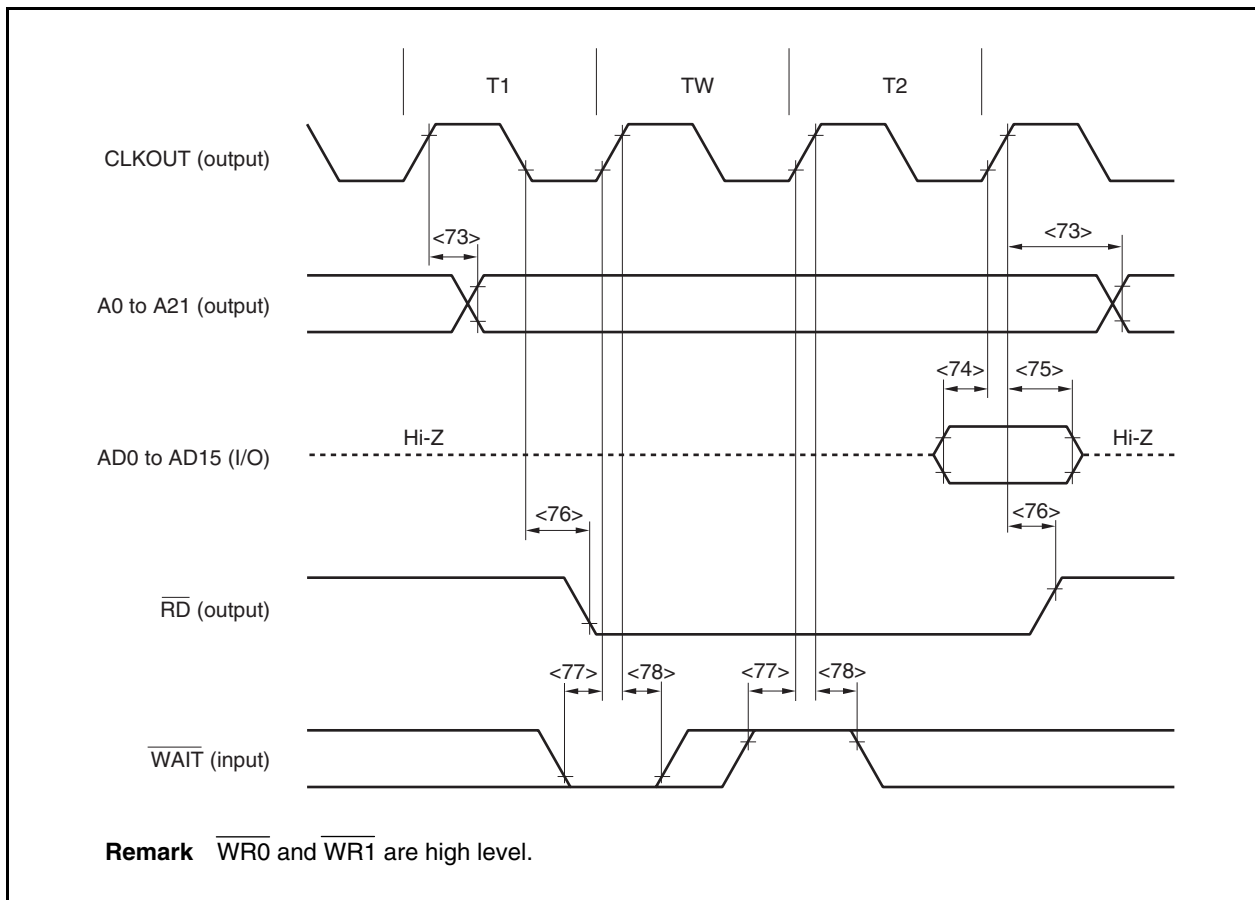 T1 TW T2
CLKOUT (output)
<73> <73>
A0 to A21 (output)
<74> <75>
Hi-Z Hi-Z
AD0 to AD15 (I/O)
<76> <76>
RD (output)
<77> <78> <77> <78>
WAIT (input)
Remark WR0 and WR1 are high level.